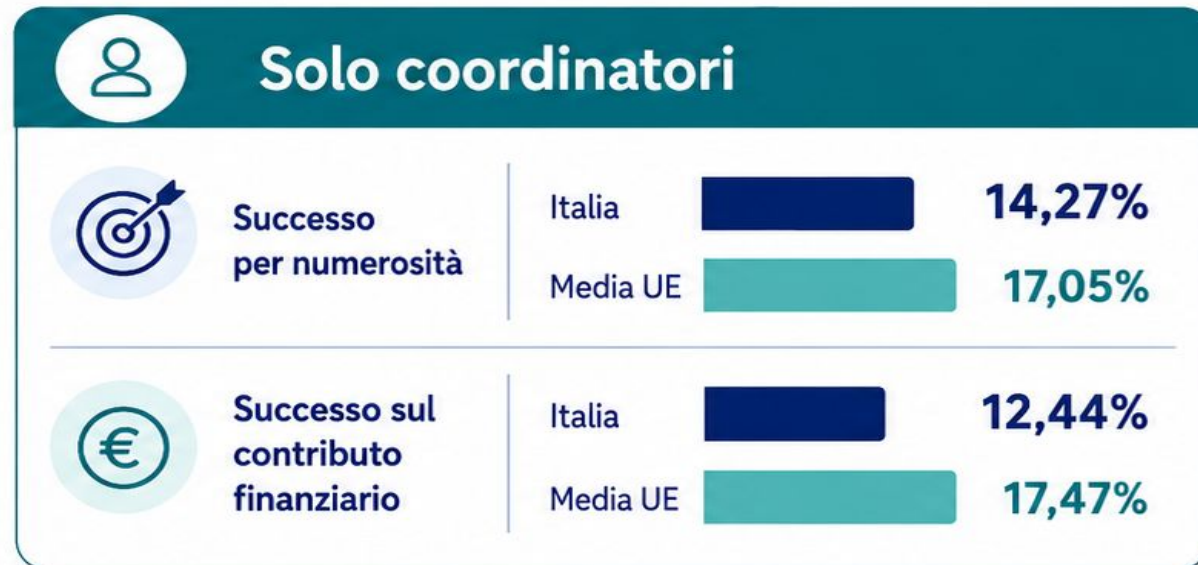 Solo coordinatori
Successo
per numerosità
Italia
14,27%
Media UE
17,05%
€
Successo sul
contributo
finanziario
Italia
12,44%
Media UE
17,47%